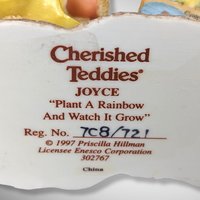 Cherished
Teddies®
JOYCE
"Plant A Rainbow
And Watch It Grow"
Reg. No. 7C8/721
© 1997 Priscilla Hillman
Licensee Enesco Corporation
302767
China